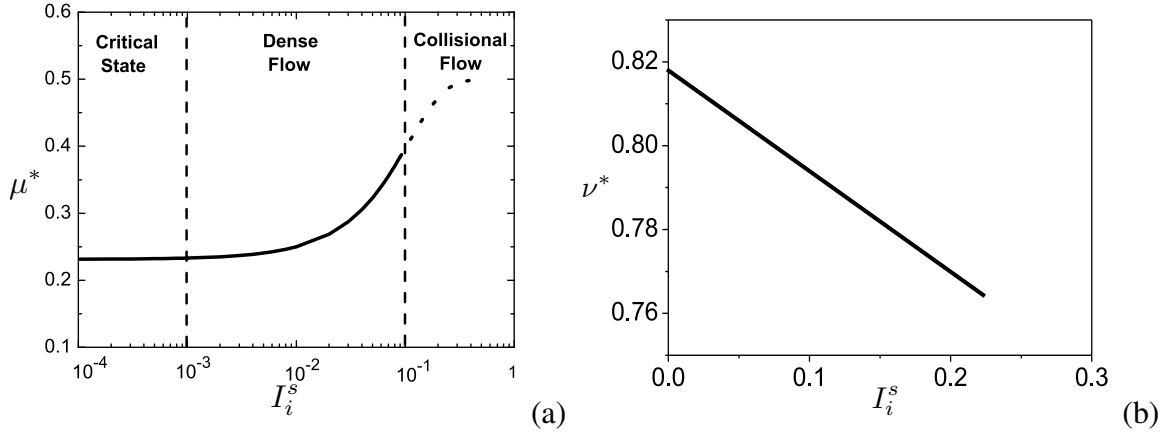 0.6
Critical State
Dense Flow
Collisional Flow
0.5
0.4
μ*
0.3
0.2
0.1
10⁻⁴
10⁻³
10⁻²
10⁻¹
1
Iᵢˢ
(a)
0.82
0.80
ν*
0.78
0.76
0.0
0.1
0.2
0.3
Iᵢˢ
(b)